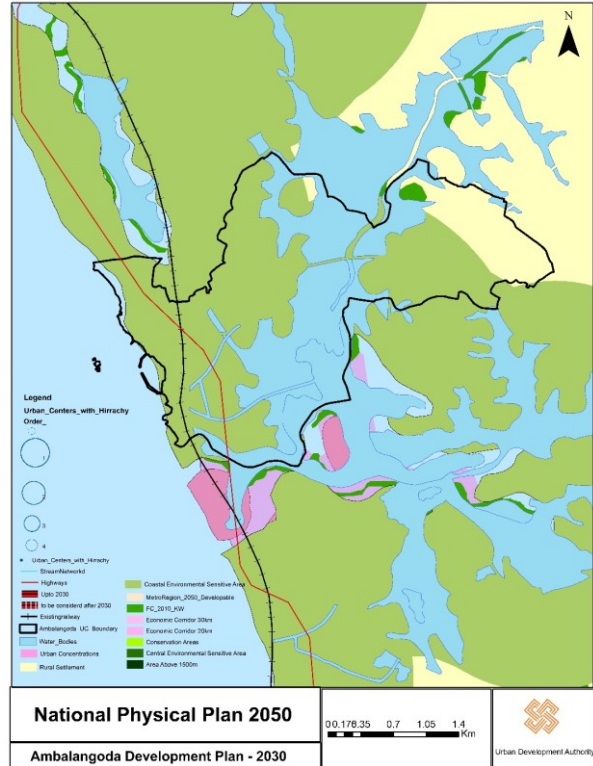 N
Legend
Urban_Centers_with_Hirrachy
Order_
1
2
3
4
Urban_Centers_with_Hirrachy
StreamNetworkd
Highways
Upto 2030
to be considerd after 2030
Existingrielway
Ambalangoda UC Boundary
Water_Bodies
Urban Concentrations
Rural Settlement
Coastal Environmental Sensitive Area
MetroRegion_2050_Developable
FC_2010_KW
Economic Corridor 30km
Economic Corridor 20km
Conservation Areas
Central Environmental Sensitive Area
Area Above 1500m
National Physical Plan 2050
Ambalangoda Development Plan - 2030
0 0.175 0.35 0.7 1.05 1.4
Km
Urban Development Authority